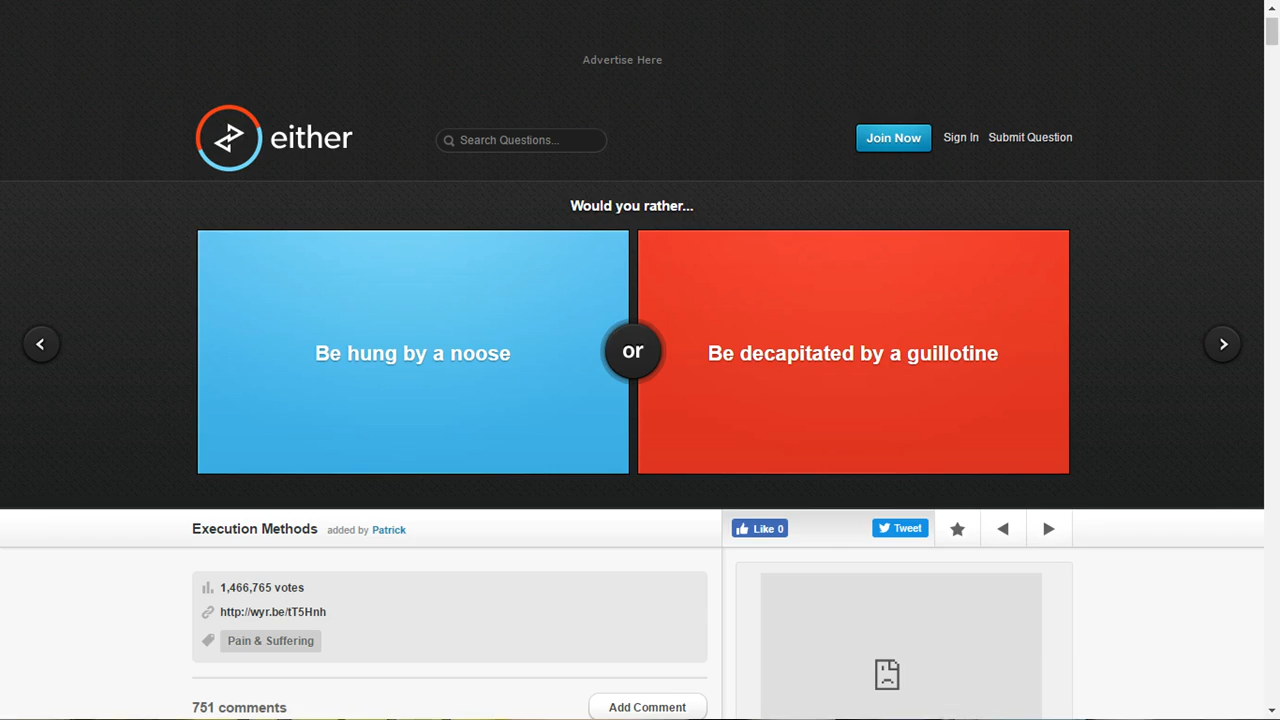 Advertise Here
either
Search Questions...
Join Now
Sign In
Submit Question
Would you rather...
Be hung by a noose
or
Be decapitated by a guillotine
Execution Methods added by Patrick
Like 0
Tweet
1,466,765 votes
http://wyr.be/tT5Hnh
Pain & Suffering
751 comments
Add Comment